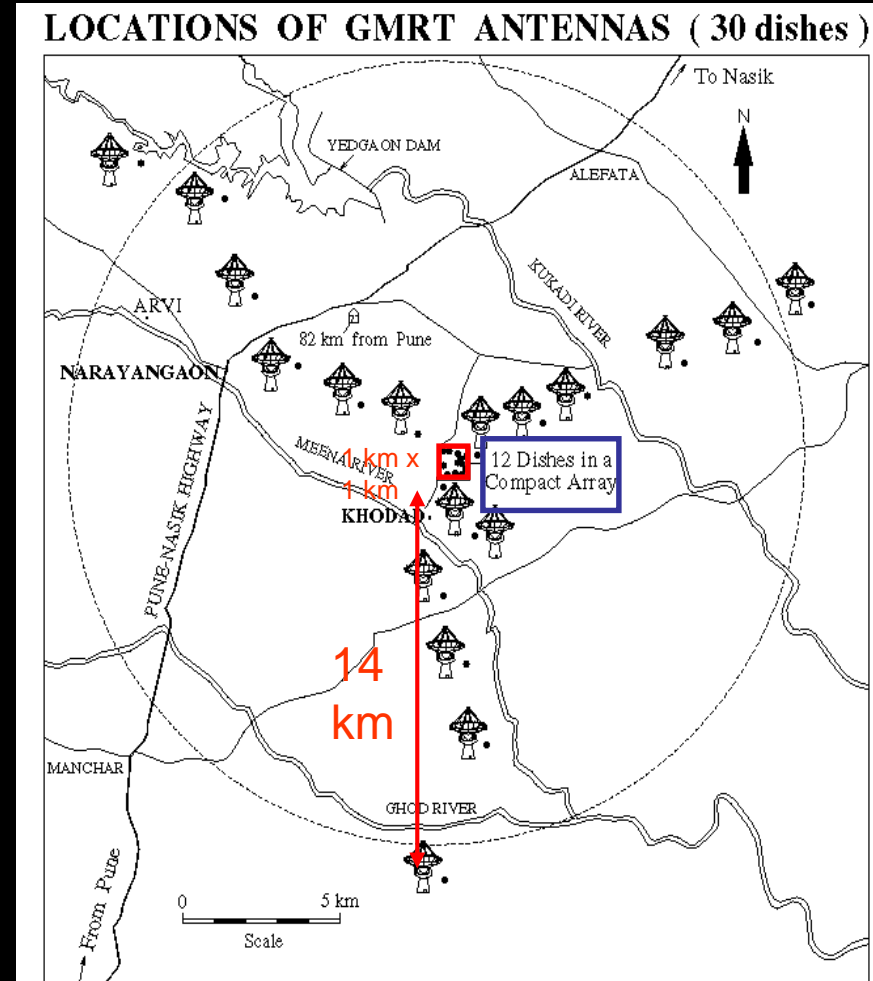 LOCATIONS OF GMRT ANTENNAS ( 30 dishes )
To Nasik
N
YEDGAON DAM
ALEFATA
KUKADI RIVER
ARVI
82 km from Pune
NARAYANGAON
MEENA RIVER
1 km x
1 km
12 Dishes in a
Compact Array
KHODAD
PUNE-NASIK HIGHWAY
14
km
MANCHAR
GHOD RIVER
From Pune
0 5 km
Scale